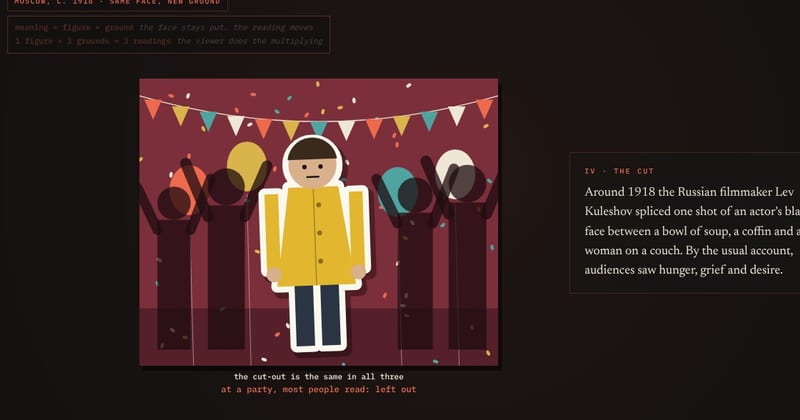 MOSCOW, C. 1918 · SAME FACE, NEW GROUND
meaning = figure × ground the face stays put. the reading moves
1 figure × 3 grounds = 3 readings the viewer does the multiplying
the cut-out is the same in all three
at a party, most people read: left out
IV · THE CUT
Around 1918 the Russian filmmaker Lev
Kuleshov spliced one shot of an actor's
face between a bowl of soup, a coffin and
woman on a couch. By the usual account,
audiences saw hunger, grief and desire.